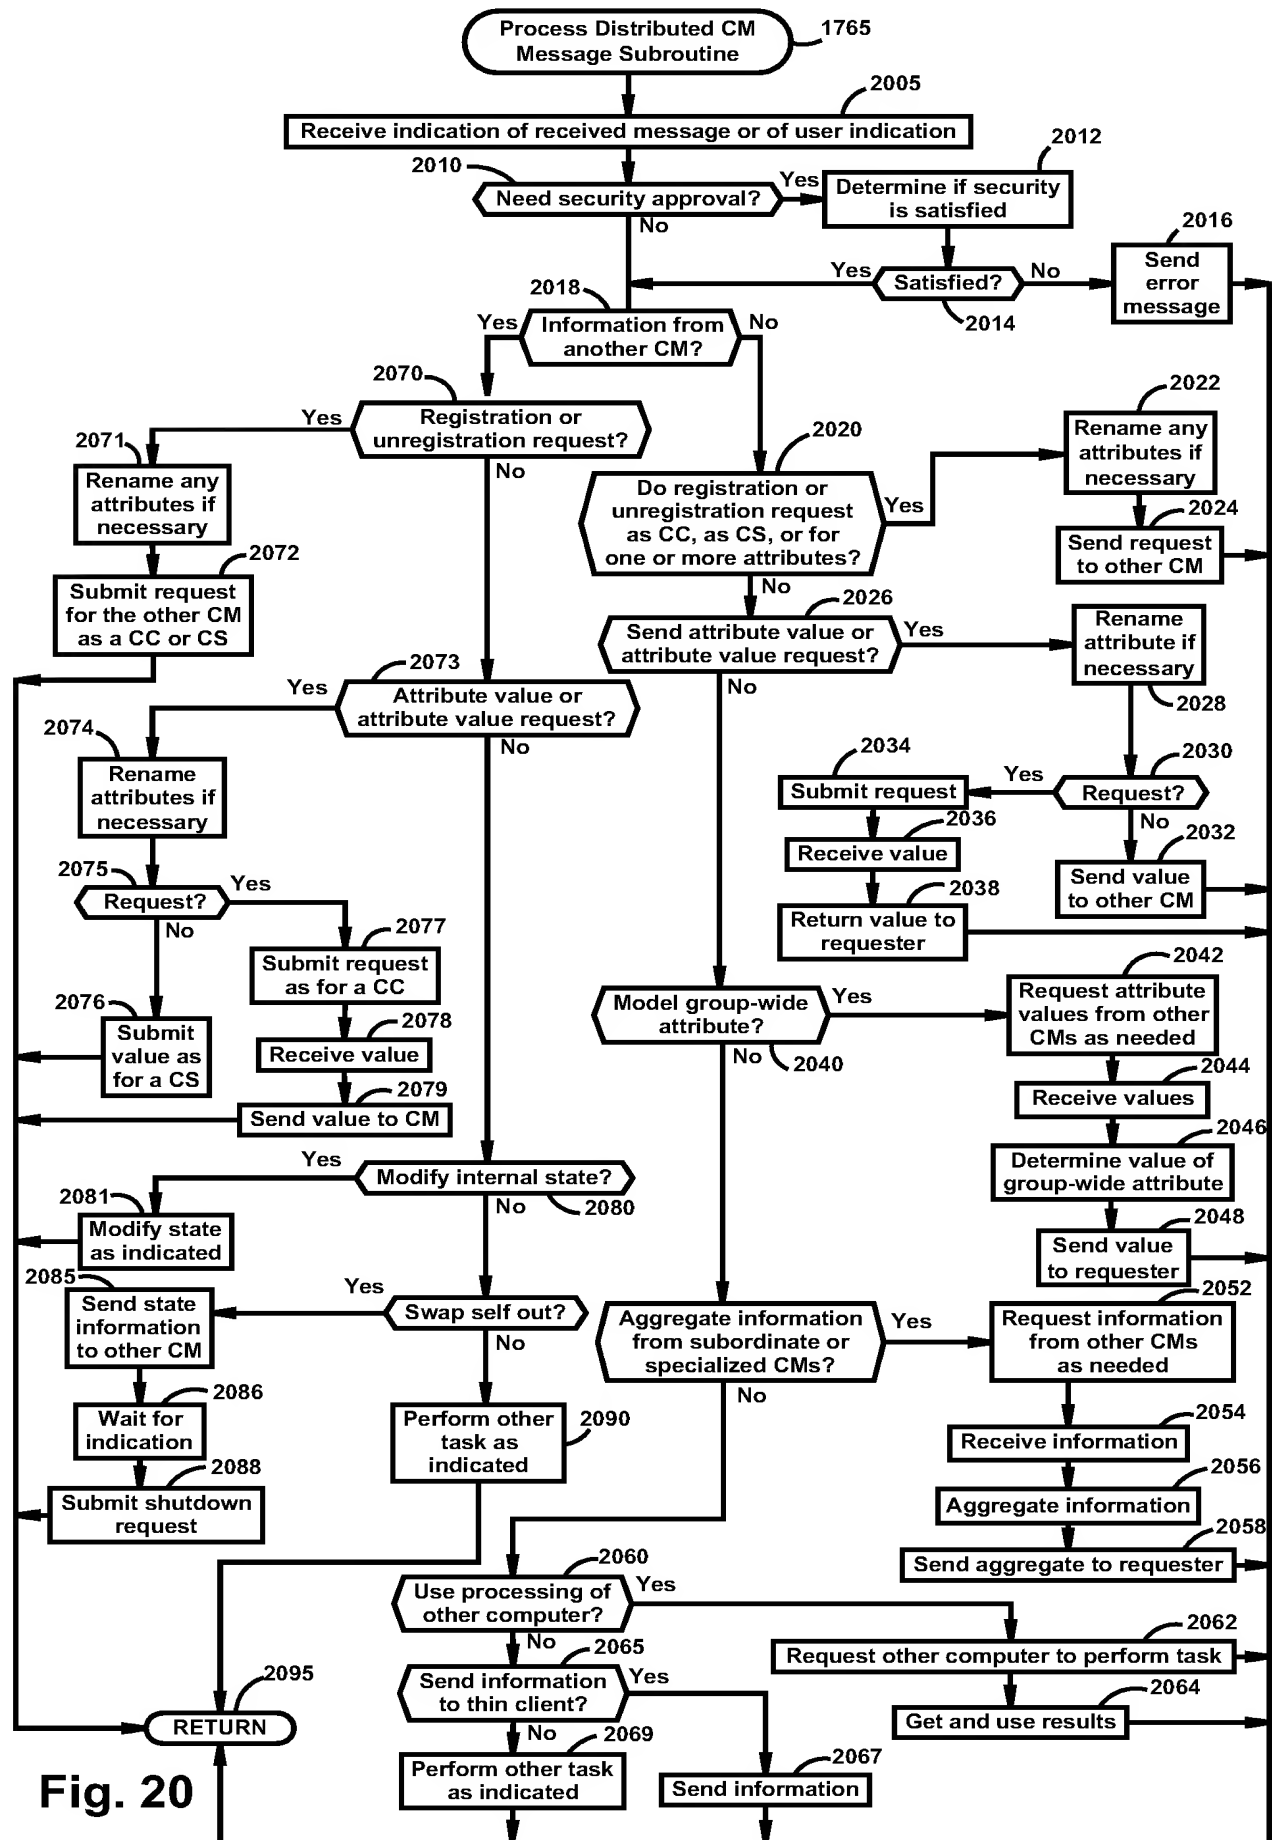 Process Distributed CM
Message Subroutine
1765
2005
Receive indication of received message or of user indication
2010
Need security approval?
Yes
No
2012
Determine if security
is satisfied
Yes
Satisfied?
No
2014
2016
Send
error
message
2018
Yes
Information from
another CM?
No
2070
Yes
Registration or
unregistration request?
No
2071
Rename any
attributes if
necessary
2072
Submit request
for the other CM
as a CC or CS
2020
Do registration or
unregistration request
as CC, as CS, or for
one or more attributes?
Yes
No
2022
Rename any
attributes if
necessary
2024
Send request
to other CM
2026
Send attribute value or
attribute value request?
Yes
No
Rename
attribute if
necessary
2028
2030
Yes
Request?
No
2034
Submit request
2036
Receive value
2038
Return value to
requester
2032
Send value
to other CM
2073
Yes
Attribute value or
attribute value request?
No
2074
Rename
attributes if
necessary
2075
Request?
Yes
No
2077
Submit request
as for a CC
2078
Receive value
2079
Send value to CM
2076
Submit
value as
for a CS
Model group-wide
attribute?
Yes
No
2040
2042
Request attribute
values from other
CMs as needed
2044
Receive values
2046
Determine value of
group-wide attribute
2048
Send value
to requester
Yes
Modify internal state?
No
2080
2081
Modify state
as indicated
Yes
Swap self out?
No
2085
Send state
information
to other CM
2086
Wait for
indication
2088
Submit shutdown
request
2090
Perform other
task as
indicated
Aggregate information
from subordinate or
specialized CMs?
Yes
No
2052
Request information
from other CMs
as needed
2054
Receive information
2056
Aggregate information
2058
Send aggregate to requester
2060
Use processing of
other computer?
Yes
No
2062
Request other computer to perform task
2064
Get and use results
2065
Send information
to thin client?
Yes
No
2069
Perform other task
as indicated
2067
Send information
2095
RETURN
Fig. 20